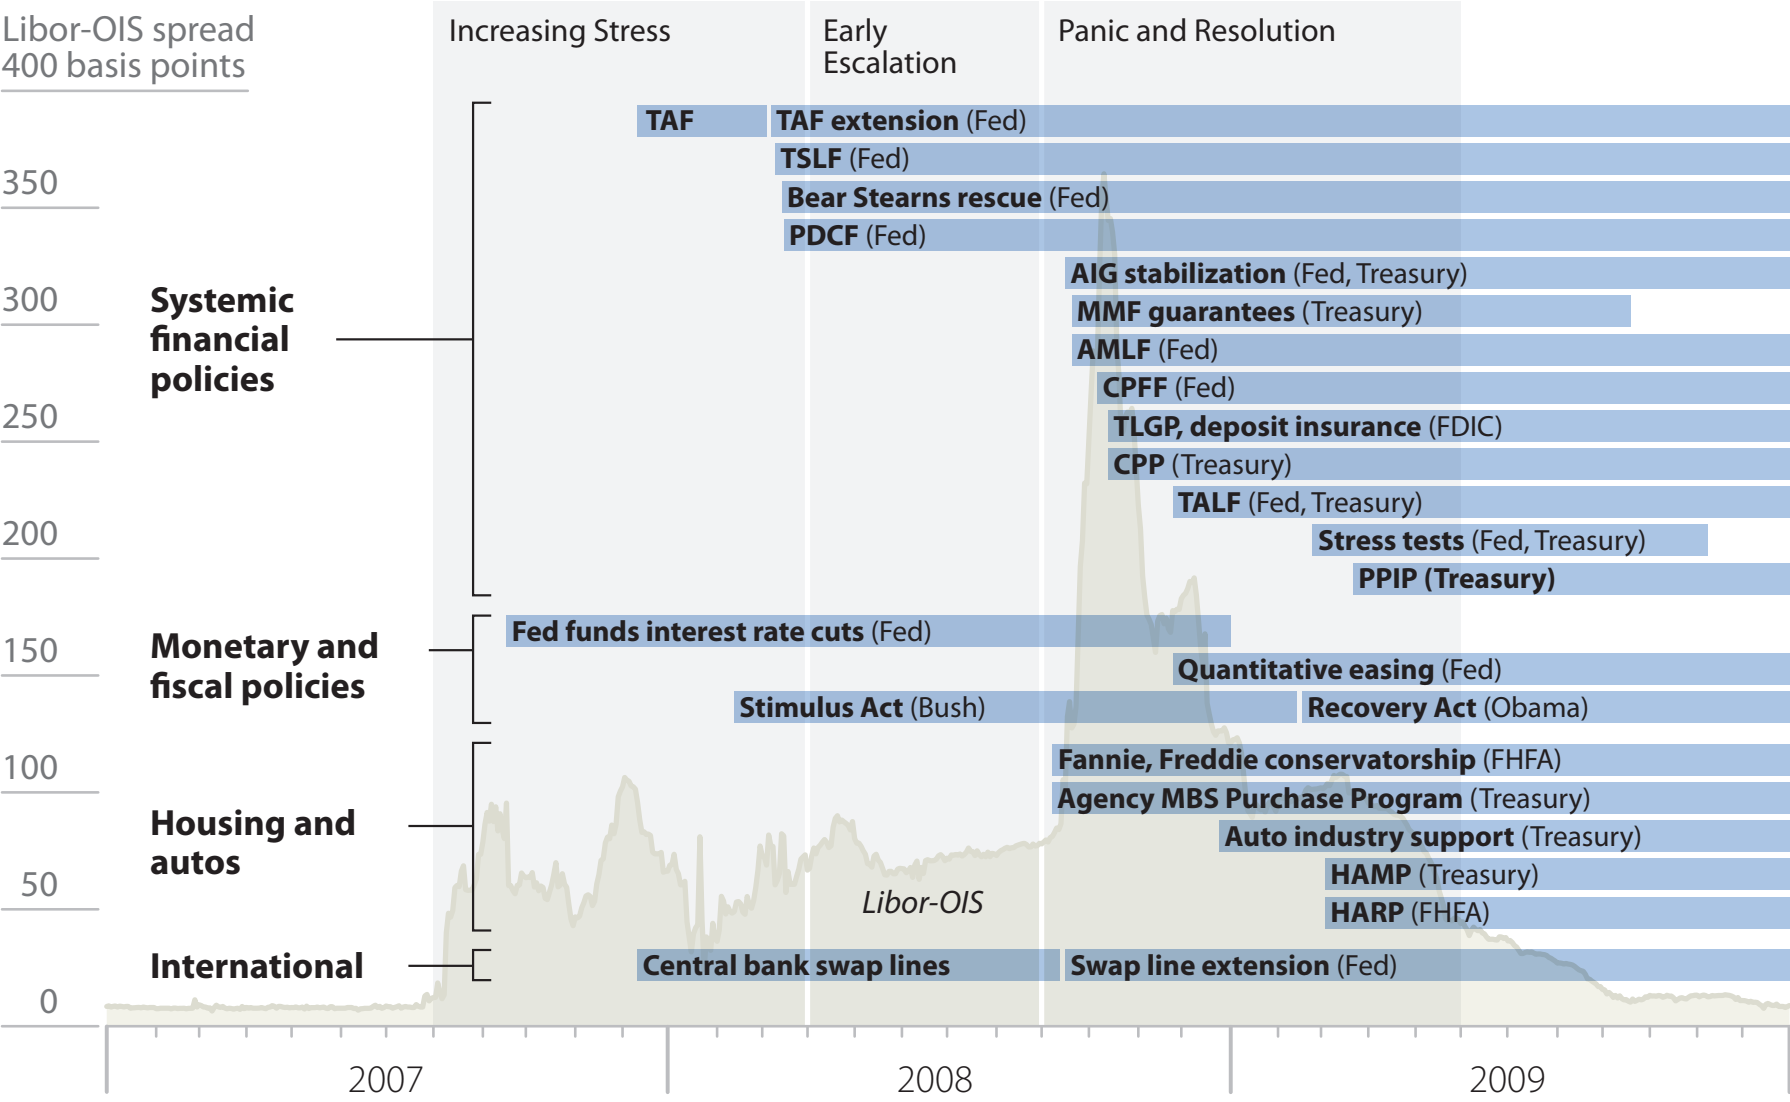 Libor-OIS spread
400 basis points
350
300
250
200
150
100
50
0
Increasing Stress
Early
Escalation
Panic and Resolution
Systemic
financial
policies
TAF
TAF extension (Fed)
TSLF (Fed)
Bear Stearns rescue (Fed)
PDCF (Fed)
AIG stabilization (Fed, Treasury)
MMF guarantees (Treasury)
AMLF (Fed)
CPFF (Fed)
TLGP, deposit insurance (FDIC)
CPP (Treasury)
TALF (Fed, Treasury)
Stress tests (Fed, Treasury)
PPIP (Treasury)
Monetary and
fiscal policies
Fed funds interest rate cuts (Fed)
Quantitative easing (Fed)
Stimulus Act (Bush)
Recovery Act (Obama)
Housing and
autos
Fannie, Freddie conservatorship (FHFA)
Agency MBS Purchase Program (Treasury)
Auto industry support (Treasury)
HAMP (Treasury)
HARP (FHFA)
Libor-OIS
International
Central bank swap lines
Swap line extension (Fed)
2007
2008
2009